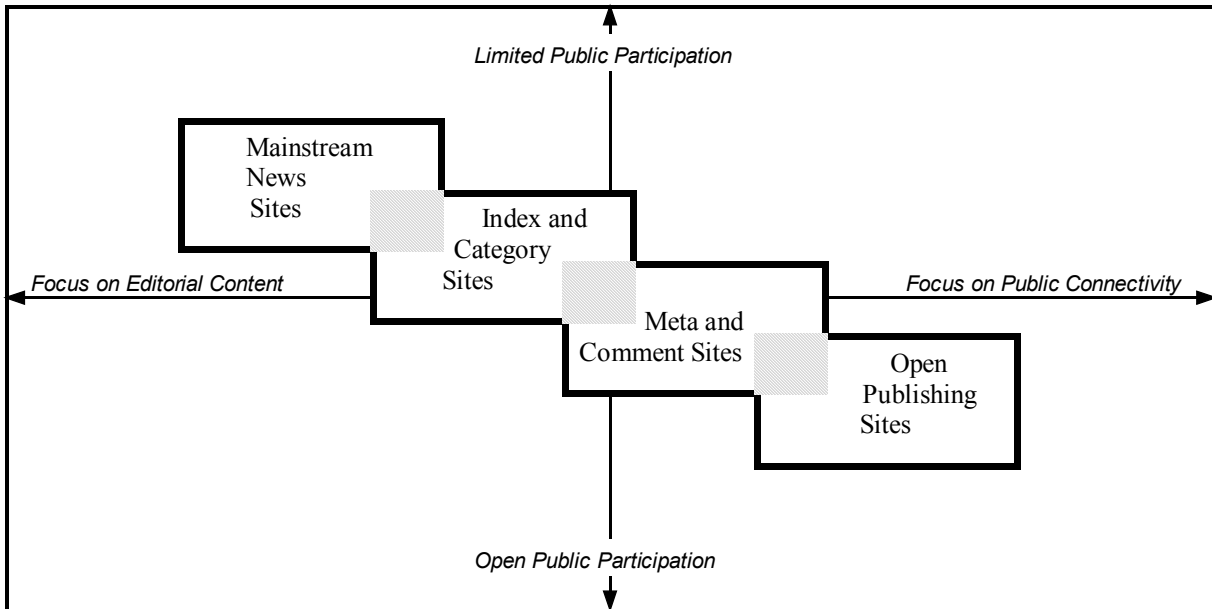 Limited Public Participation
Mainstream
News
Sites
Index and
Category
Sites
Focus on Editorial Content
Focus on Public Connectivity
Meta and
Comment Sites
Open
Publishing
Sites
Open Public Participation